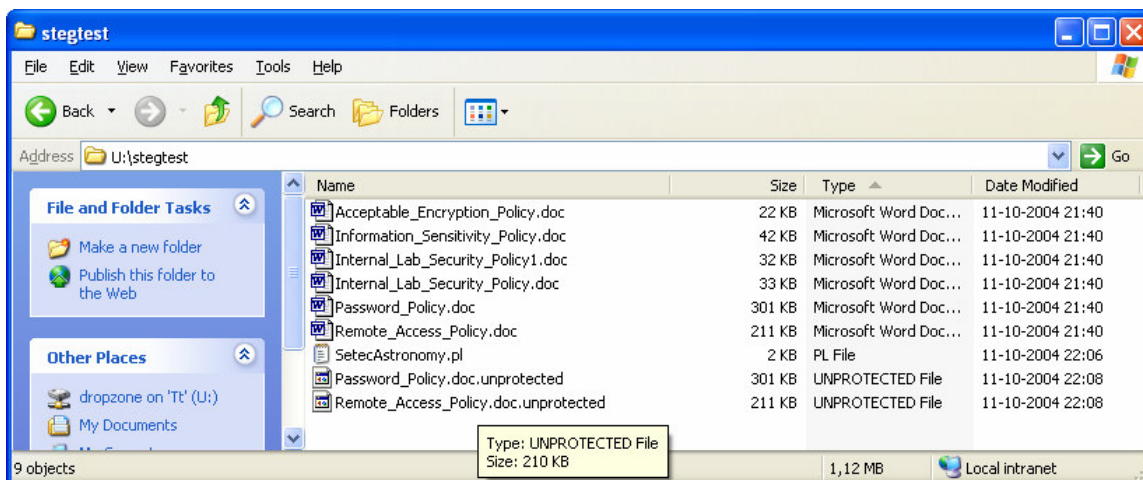 stegtest
File Edit View Favorites Tools Help
Back Search Folders
Address U:\stegtest Go
File and Folder Tasks
Make a new folder
Publish this folder to
the Web
Other Places
dropzone on 'Tt' (U:)
My Documents
Name Size Type Date Modified
Acceptable_Encryption_Policy.doc 22 KB Microsoft Word Doc... 11-10-2004 21:40
Information_Sensitivity_Policy.doc 42 KB Microsoft Word Doc... 11-10-2004 21:40
Internal_Lab_Security_Policy1.doc 32 KB Microsoft Word Doc... 11-10-2004 21:40
Internal_Lab_Security_Policy.doc 33 KB Microsoft Word Doc... 11-10-2004 21:40
Password_Policy.doc 301 KB Microsoft Word Doc... 11-10-2004 21:40
Remote_Access_Policy.doc 211 KB Microsoft Word Doc... 11-10-2004 21:40
SetecAstronomy.pl 2 KB PL File 11-10-2004 22:06
Password_Policy.doc.unprotected 301 KB UNPROTECTED File 11-10-2004 22:08
Remote_Access_Policy.doc.unprotected 211 KB UNPROTECTED File 11-10-2004 22:08
Type: UNPROTECTED File
Size: 210 KB
9 objects 1,12 MB Local intranet